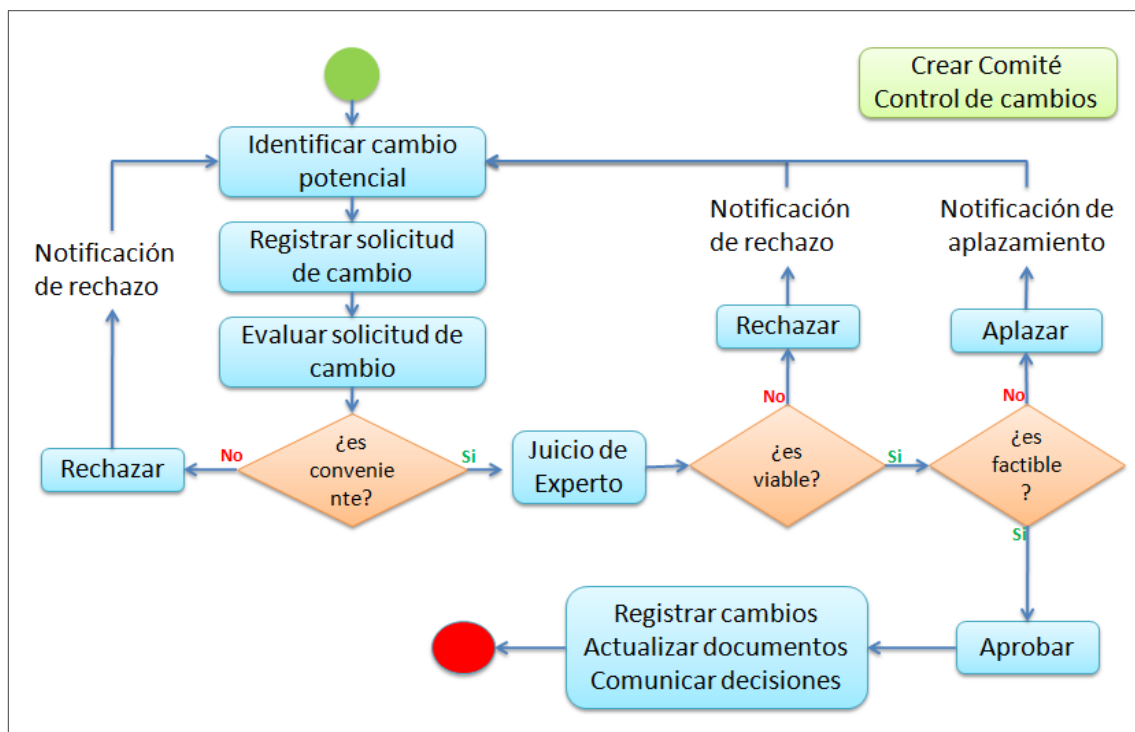 Crear Comité
Control de cambios
Identificar cambio
potencial
Registrar solicitud
de cambio
Evaluar solicitud de
cambio
¿es
convenie
nte?
No
Rechazar
Notificación
de rechazo
Si
Juicio de
Experto
¿es
viable?
No
Rechazar
Notificación
de rechazo
Si
¿es
factible
?
No
Aplazar
Notificación de
aplazamiento
Si
Aprobar
Registrar cambios
Actualizar documentos
Comunicar decisiones